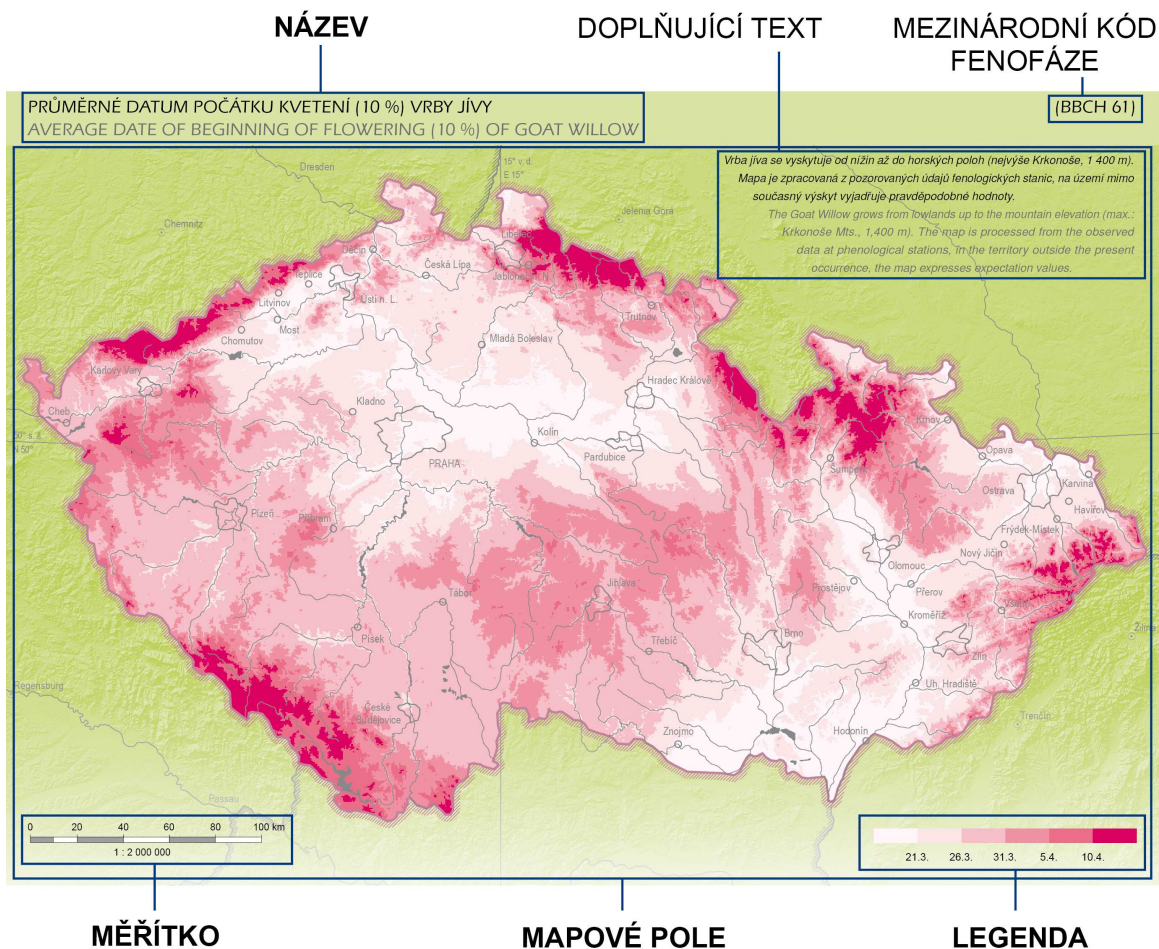 NÁZEV
DOPLŇUJÍCÍ TEXT
MEZINÁRODNÍ KÓD
FENOFÁZE
PRŮMĚRNÉ DATUM POČÁTKU KVETENÍ (10 %) VRBY JÍVY
AVERAGE DATE OF BEGINNING OF FLOWERING (10 %) OF GOAT WILLOW
(BBCH 61)
Vrba jíva se vyskytuje od nížin až do horských poloh (nejvýše Krkonoše, 1 400 m).
Mapa je zpracovaná z pozorovaných údajů fenologických stanic, na území mimo
současný výskyt vyjadřuje pravděpodobné hodnoty.
The Goat Willow grows from lowlands up to the mountain elevation (max.:
Krkonoše Mts., 1,400 m). The map is processed from the observed
data at phenological stations, in the territory outside the present
occurrence, the map expresses expectation values.
15° v. d.
E 15°
Dresden
Chemnitz
Jelenia Góra
Liberec
Děčín
Česká Lípa
Jablonec n. N.
Teplice
Ústí n. L.
Litvínov
Most
Trutnov
Chomutov
Mladá Boleslav
Karlovy Vary
Hradec Králové
Kladno
Cheb
Krnov
50° s. š.
N 50°
Kolín
Pardubice
PRAHA
Opava
Šumperk
Karviná
Ostrava
Havířov
Plzeň
Příbram
Frýdek-Místek
Nový Jičín
Olomouc
Jihlava
Prostějov
Přerov
Tábor
Vsetín
Kroměříž
Písek
Třebíč
Brno
Žilina
Zlín
Regensburg
Uh. Hradiště
České
Budějovice
Trenčín
Znojmo
Hodonín
Passau
0 20 40 60 80 100 km
1 : 2 000 000
21.3. 26.3. 31.3. 5.4. 10.4.
MĚŘÍTKO
MAPOVÉ POLE
LEGENDA